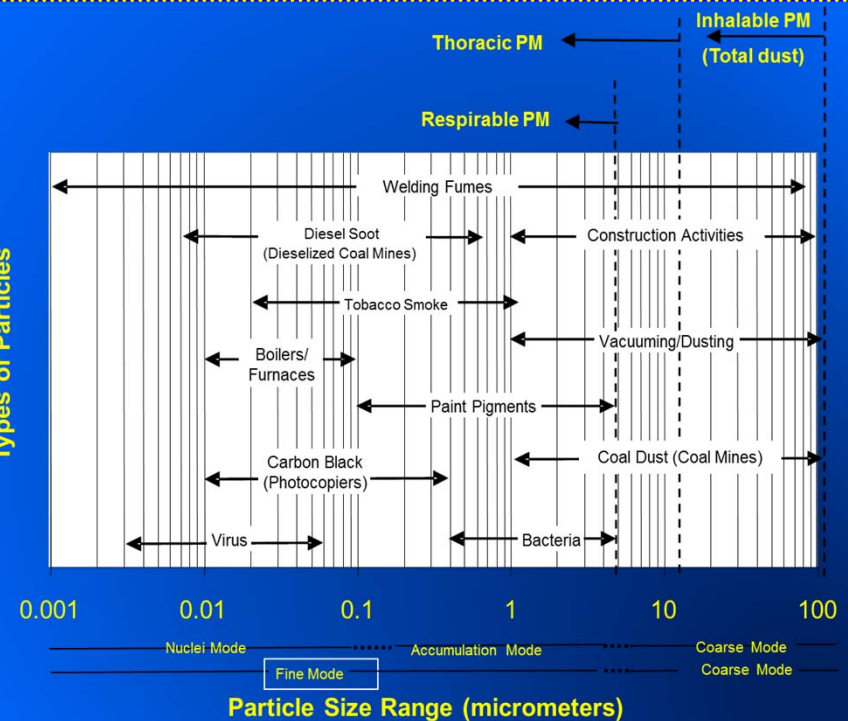 Inhalable PM
Thoracic PM
(Total dust)
Respirable PM
Types of Particles
Welding Fumes
Diesel Soot
(Dieselized Coal Mines)
Construction Activities
Tobacco Smoke
Vacuuming/Dusting
Boilers/
Furnaces
Paint Pigments
Coal Dust (Coal Mines)
Carbon Black
(Photocopiers)
Virus
Bacteria
0.001 0.01 0.1 1 10 100
Nuclei Mode Accumulation Mode Coarse Mode
Fine Mode Coarse Mode
Particle Size Range (micrometers)